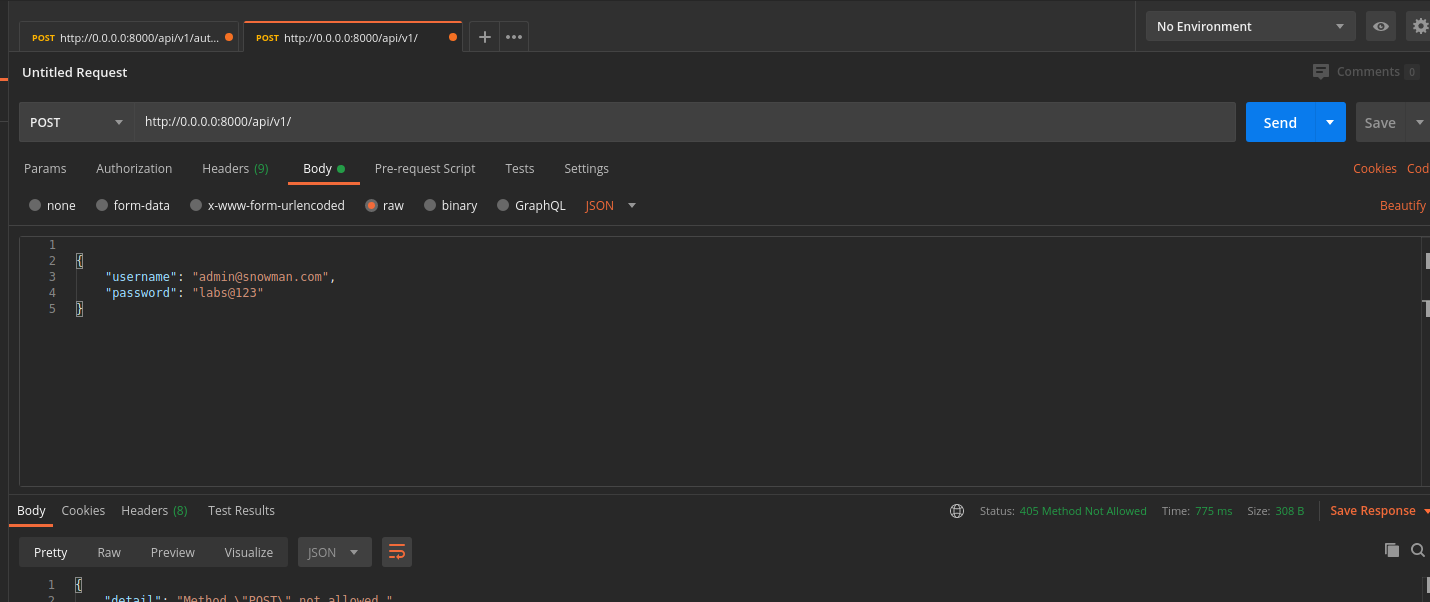 POST http://0.0.0.0:8000/api/v1/aut... POST http://0.0.0.0:8000/api/v1/ No Environment
Untitled Request Comments 0
POST http://0.0.0.0:8000/api/v1/ Send Save
Params Authorization Headers (9) Body Pre-request Script Tests Settings Cookies Cod
none form-data x-www-form-urlencoded raw binary GraphQL JSON Beautify
1
2 {
3 "username": "admin@snowman.com",
4 "password": "labs@123"
5 }
Body Cookies Headers (8) Test Results Status: 405 Method Not Allowed Time: 775 ms Size: 308 B Save Response
Pretty Raw Preview Visualize JSON
1 {
2 "detail": "Method \"POST\" not allowed."